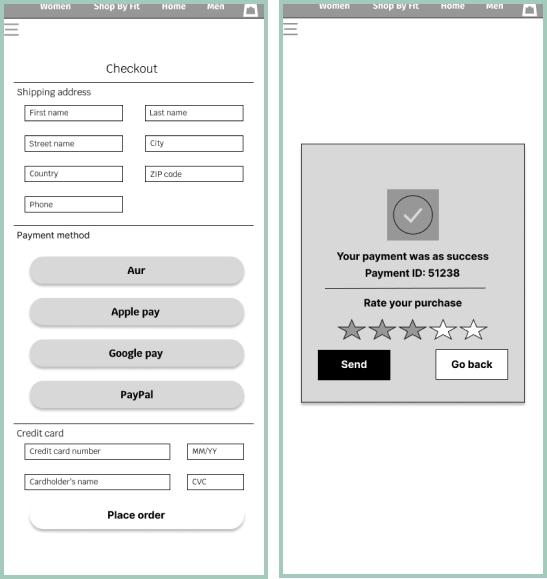 Women Shop By Fit Home Men
Checkout
Shipping address
First name Last name
Street name City
Country ZIP code
Phone
Payment method
Aur
Apple pay
Google pay
PayPal
Credit card
Credit card number MM/YY
Cardholder's name CVC
Place order
Women Shop By Fit Home Men
Your payment was as success
Payment ID: 51238
Rate your purchase
Send Go back